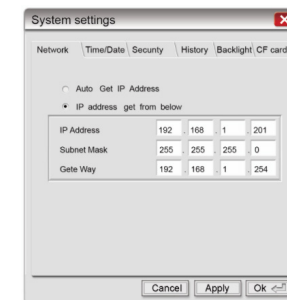 System settings
Network Time/Date Security History Backlight CF card
Auto Get IP Address
IP address get from below
IP Address 192 . 168 . 1 . 201
Subnet Mask 255 . 255 . 255 . 0
Gete Way 192 . 168 . 1 . 254
Cancel Apply Ok